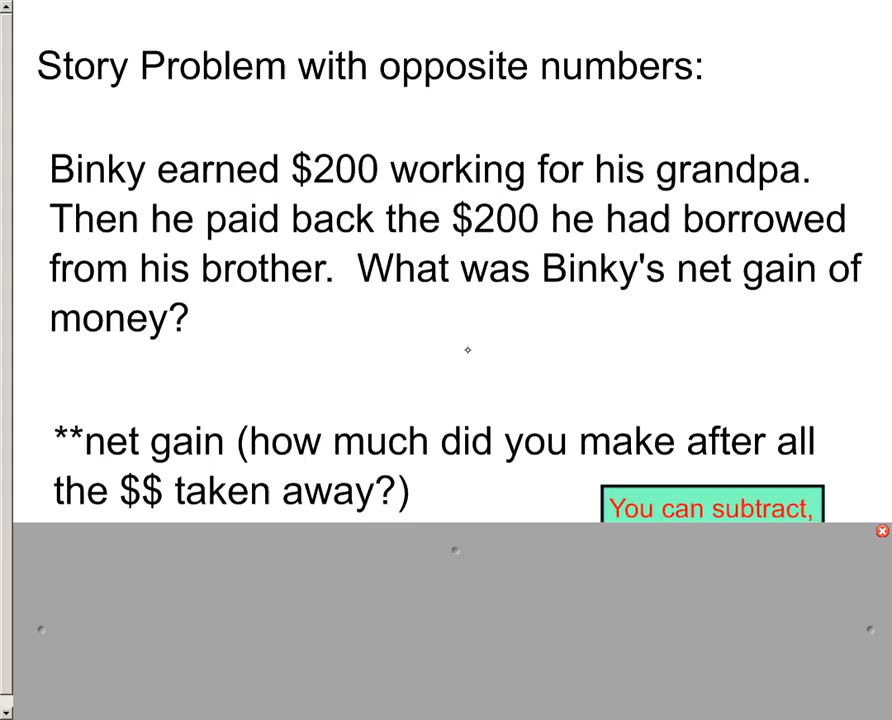 Story Problem with opposite numbers:
Binky earned $200 working for his grandpa.
Then he paid back the $200 he had borrowed
from his brother.  What was Binky's net gain of
money?
**net gain (how much did you make after all
the $$ taken away?)
You can subtract,